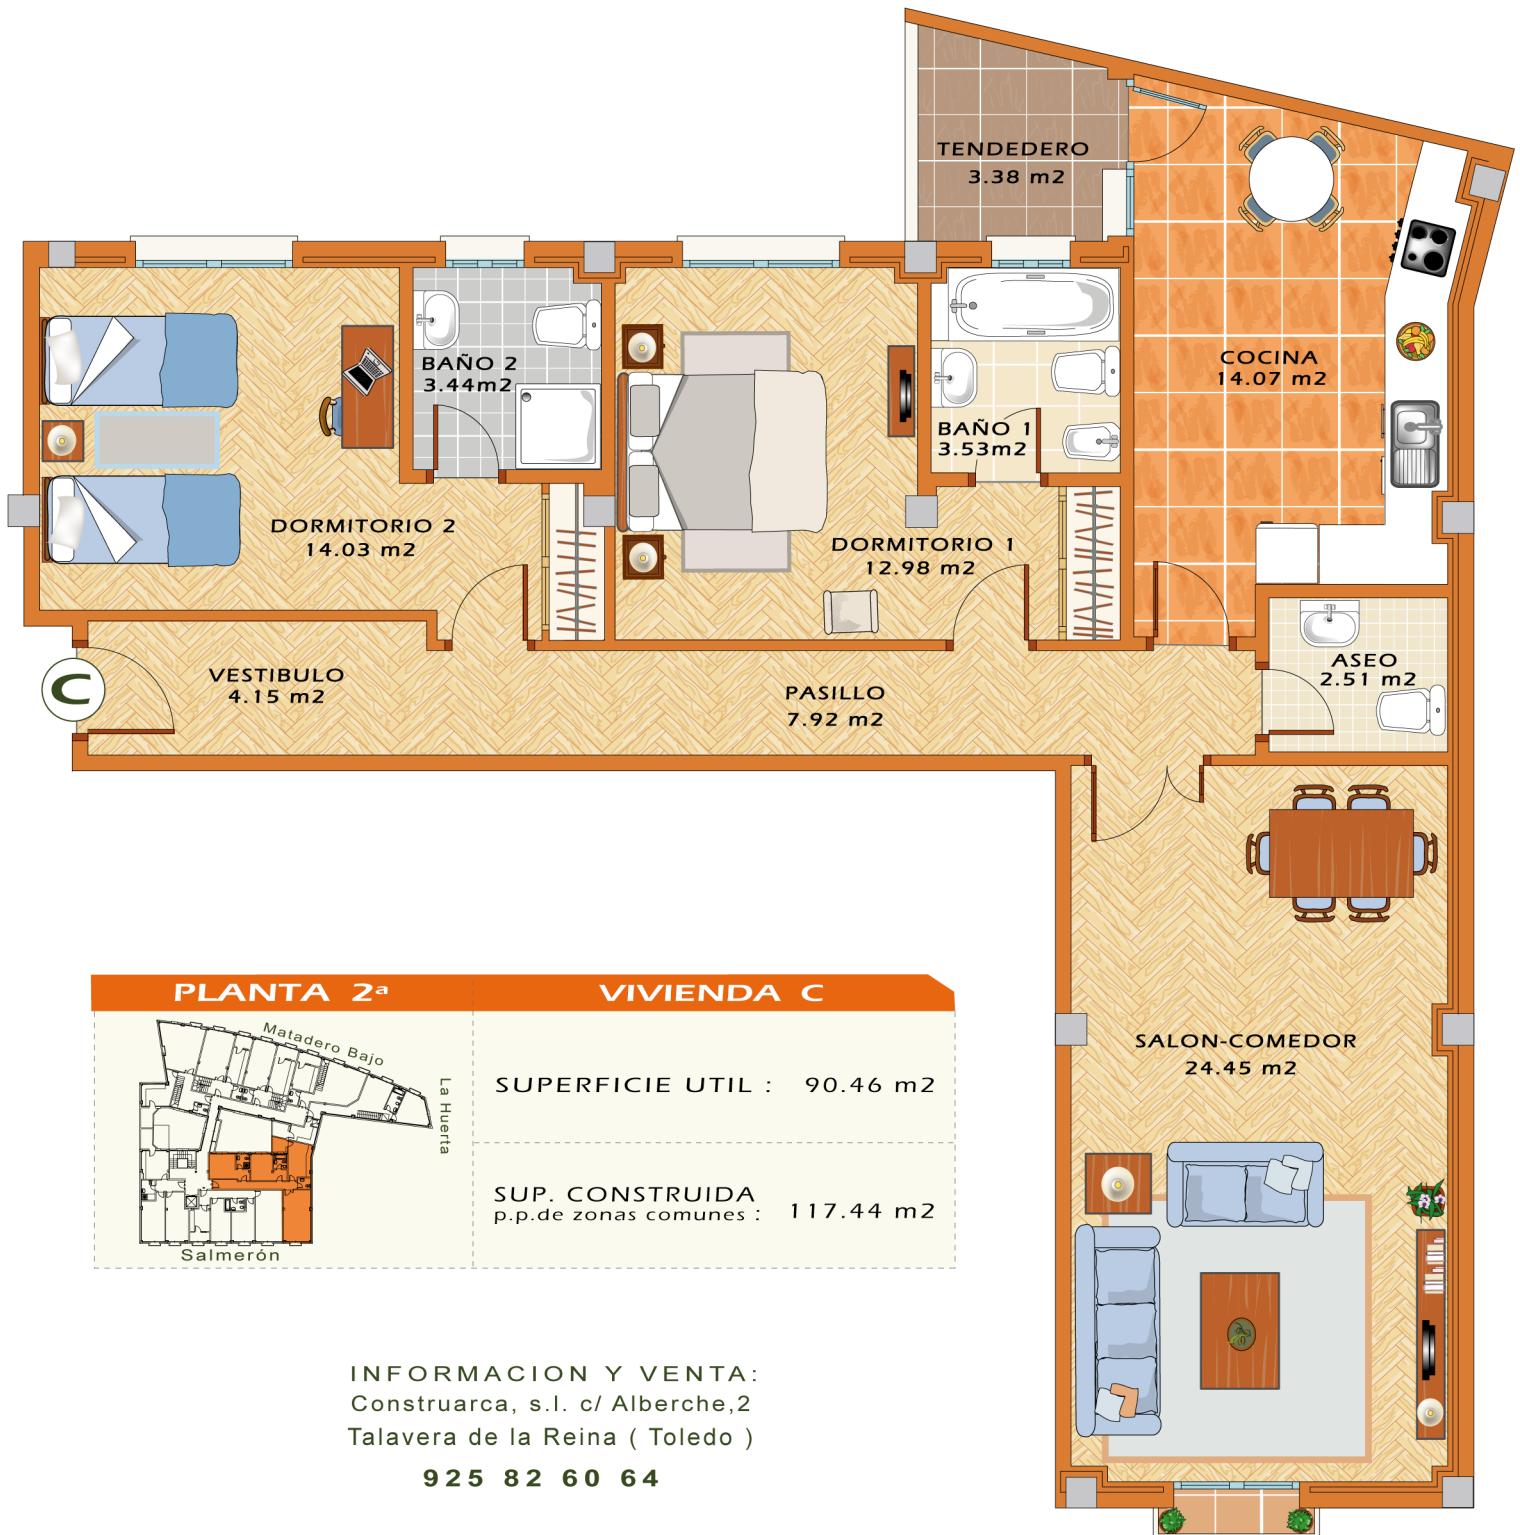 TENDEDERO
3.38 m2
COCINA
14.07 m2
BAÑO 2
3.44m2
BAÑO 1
3.53m2
DORMITORIO 2
14.03 m2
DORMITORIO 1
12.98 m2
C
VESTIBULO
4.15 m2
PASILLO
7.92 m2
ASEO
2.51 m2
SALON-COMEDOR
24.45 m2
PLANTA 2ª
VIVIENDA C
Matadero Bajo
La Huerta
Salmerón
SUPERFICIE UTIL : 90.46 m2
SUP. CONSTRUIDA
p.p.de zonas comunes : 117.44 m2
INFORMACION Y VENTA:
Construarca, s.l. c/ Alberche,2
Talavera de la Reina ( Toledo )
925 82 60 64